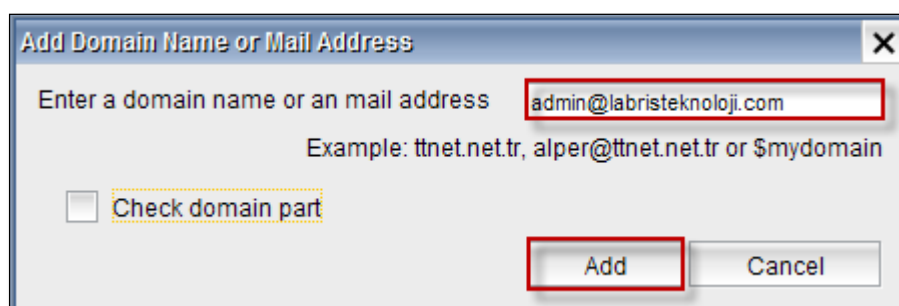 Add Domain Name or Mail Address
Enter a domain name or an mail address admin@labristeknoloji.com
Example: ttnet.net.tr, alper@ttnet.net.tr or $mydomain
Check domain part
Add Cancel